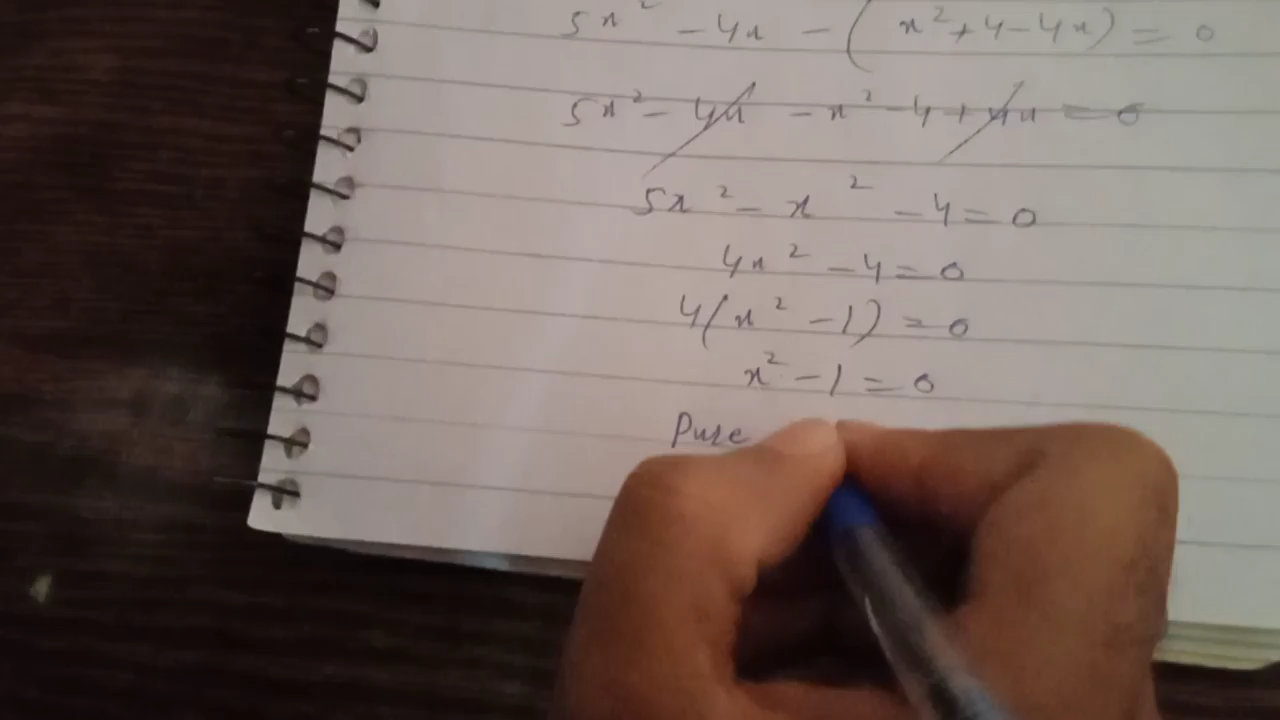 5x² - 4x - (x² + 4 - 4x) = 0
5x² - 4x - x² - 4 + 4x = 0
5x² - x² - 4 = 0
4x² - 4 = 0
4(x² - 1) = 0
x² - 1 = 0
Pure